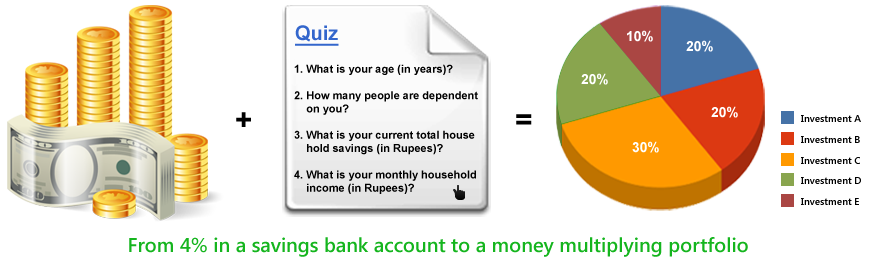 Quiz
1. What is your age (in years)?
2. How many people are dependent
on you?
3. What is your current total house
hold savings (in Rupees)?
4. What is your monthly household
income (in Rupees)?
+
=
10%
20%
20%
20%
30%
Investment A
Investment B
Investment C
Investment D
Investment E
From 4% in a savings bank account to a money multiplying portfolio